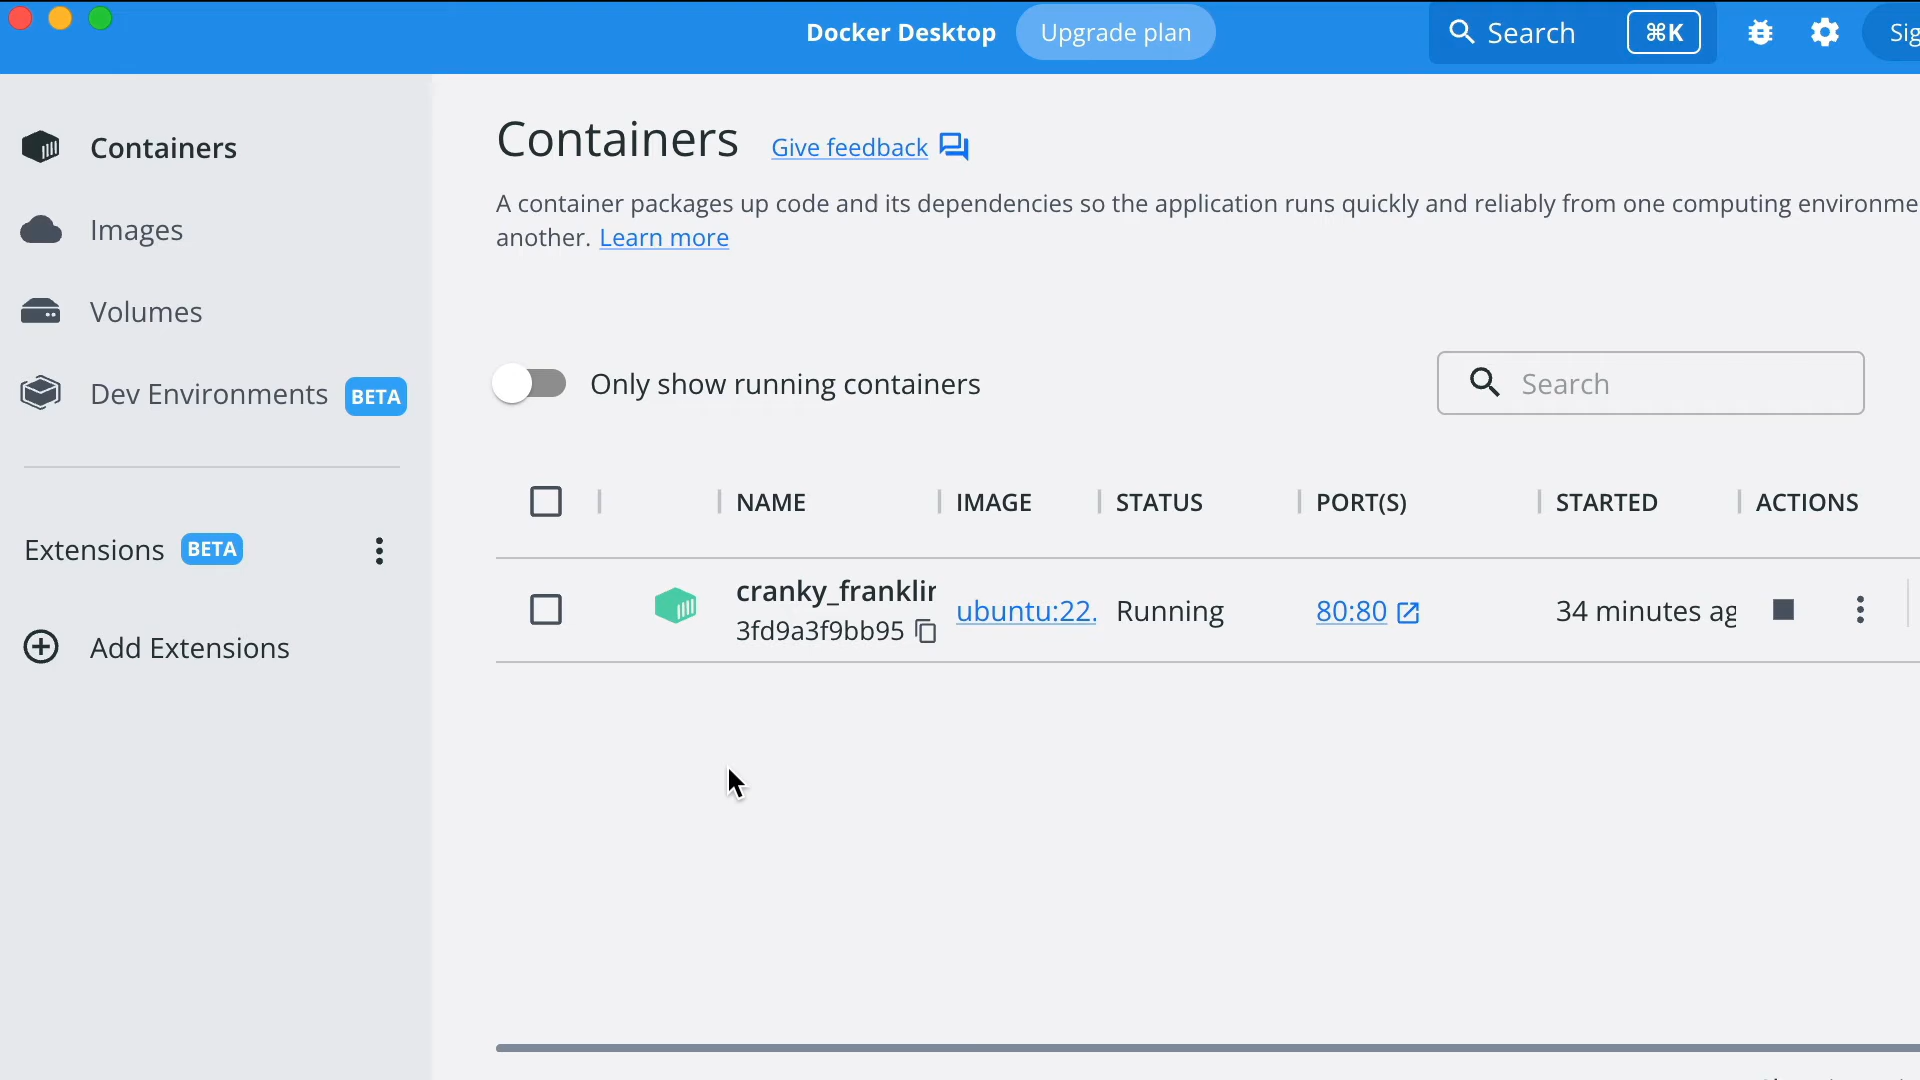 Docker Desktop
Upgrade plan
Search
⌘K
Containers
Images
Volumes
Dev Environments BETA
Extensions BETA
Add Extensions
Containers Give feedback
A container packages up code and its dependencies so the application runs quickly and reliably from one computing
another. Learn more
Only show running containers
Search
NAME IMAGE STATUS PORT(S) STARTED ACTIONS
cranky_franklin
3fd9a3f9bb95
ubuntu:22. Running 80:80 34 minutes ag